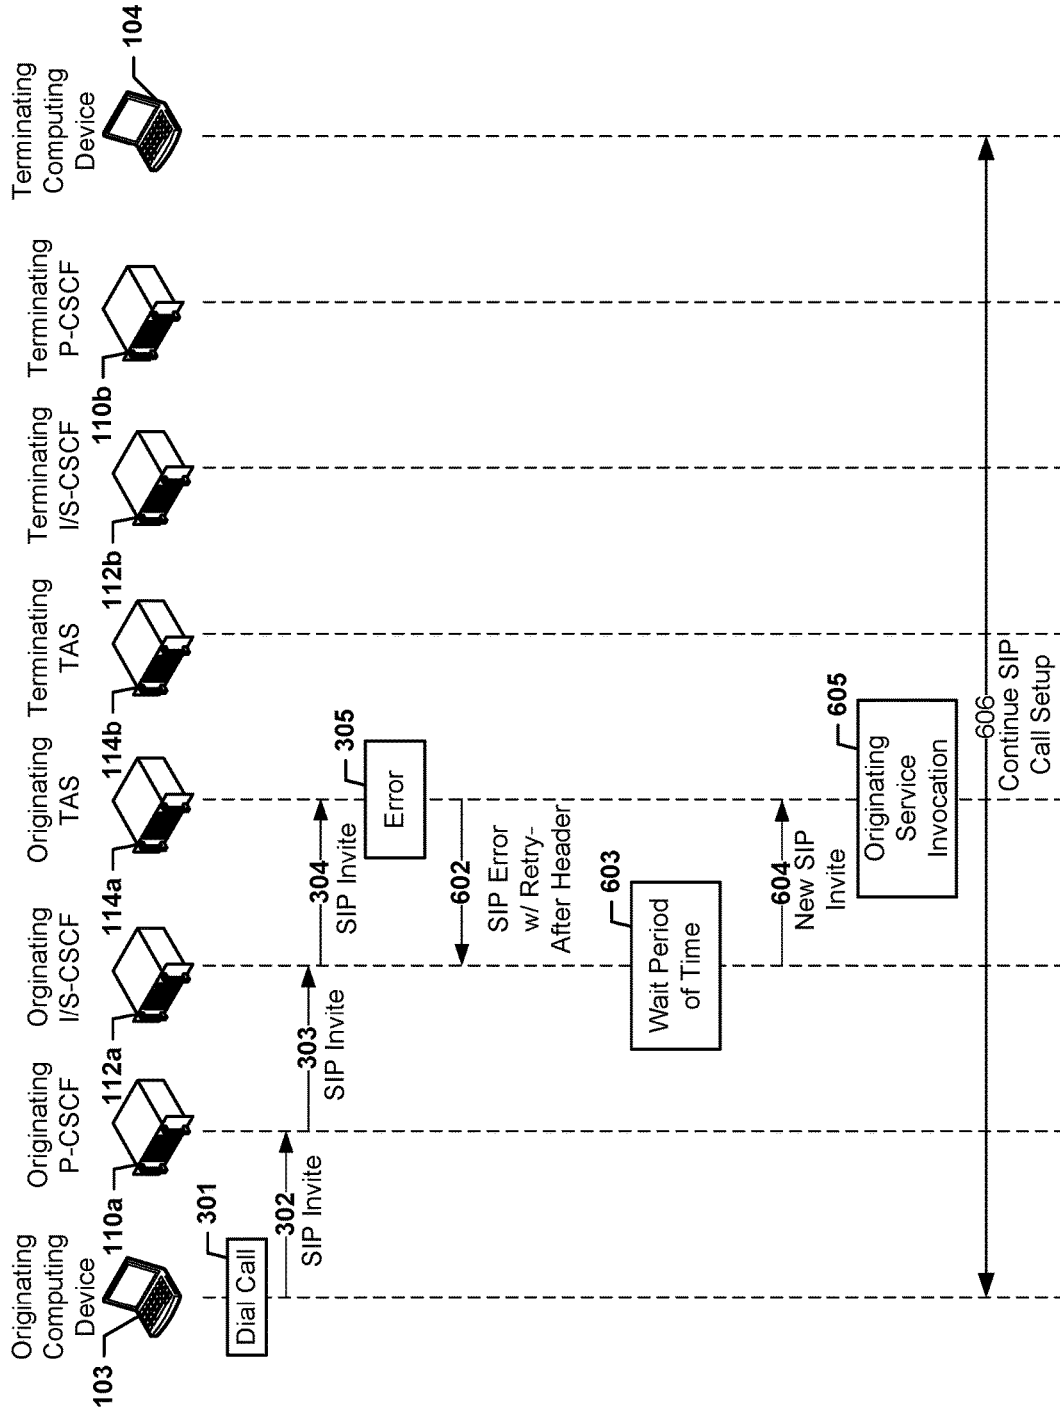 Originating
Computing
Device
103
Originating
P-CSCF
110a
Orginating
I/S-CSCF
112a
Originating
TAS
114a
Terminating
TAS
114b
Terminating
I/S-CSCF
112b
Terminating
P-CSCF
110b
Terminating
Computing
Device
104
301
Dial Call
302
SIP Invite
303
SIP Invite
304
SIP Invite
305
Error
602
SIP Error
w/ Retry-
After Header
603
Wait Period
of Time
604
New SIP
Invite
605
Originating
Service
Invocation
606
Continue SIP
Call Setup